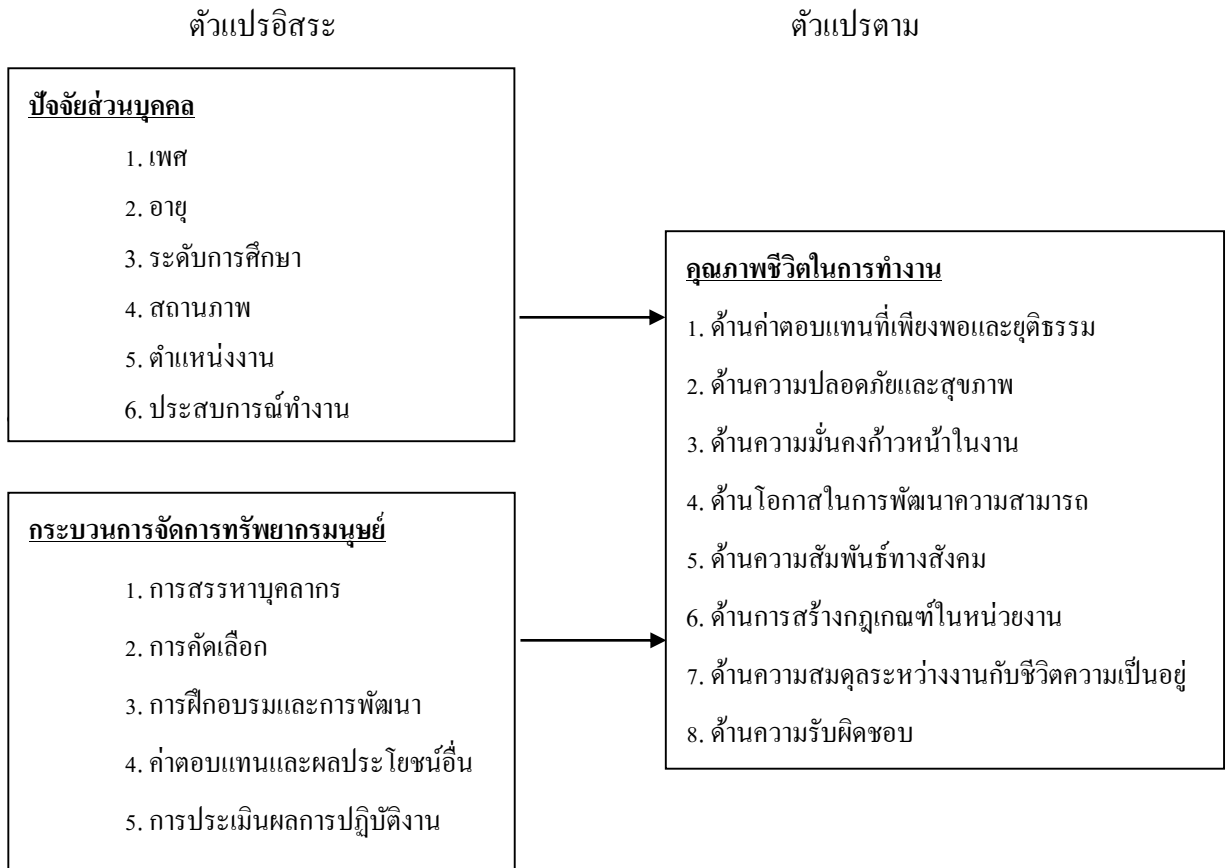 ตัวแปรอิสระ
ตัวแปรตาม
ปัจจัยส่วนบุคคล
1. เพศ
2. อายุ
3. ระดับการศึกษา
4. สถานภาพ
5. ตำแหน่งงาน
6. ประสบการณ์ทำงาน
กระบวนการจัดการทรัพยากรมนุษย์
1. การสรรหาบุคลากร
2. การคัดเลือก
3. การฝึกอบรมและการพัฒนา
4. ค่าตอบแทนและผลประโยชน์อื่น
5. การประเมินผลการปฏิบัติงาน
คุณภาพชีวิตในการทำงาน
1. ด้านค่าตอบแทนที่เพียงพอและยุติธรรม
2. ด้านความปลอดภัยและสุขภาพ
3. ด้านความมั่นคงก้าวหน้าในงาน
4. ด้านโอกาสในการพัฒนาความสามารถ
5. ด้านความสัมพันธ์ทางสังคม
6. ด้านการสร้างกฎเกณฑ์ในหน่วยงาน
7. ด้านความสมดุลระหว่างงานกับชีวิตความเป็นอยู่
8. ด้านความรับผิดชอบ